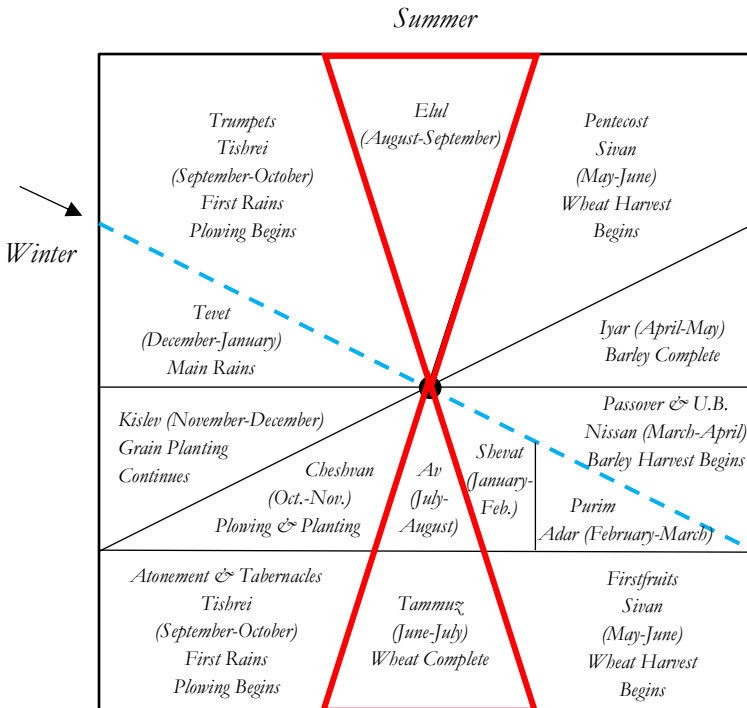 Summer
Trumpets
Tishrei
(September-October)
First Rains
Plowing Begins
Elul
(August-September)
Pentecost
Sivan
(May-June)
Wheat Harvest
Begins
Winter
Tevet
(December-January)
Main Rains
Iyar (April-May)
Barley Complete
Kislev (November-December)
Grain Planting
Continues
Cheshvan
(Oct.-Nov.)
Plowing & Planting
Av
(July-
August)
Shevat
(January-
Feb.)
Passover & U.B.
Nissan (March-April)
Barley Harvest Begins
Purim
Adar (February-March)
Atonement & Tabernacles
Tishrei
(September-October)
First Rains
Plowing Begins
Tammuz
(June-July)
Wheat Complete
Firstfruits
Sivan
(May-June)
Wheat Harvest
Begins